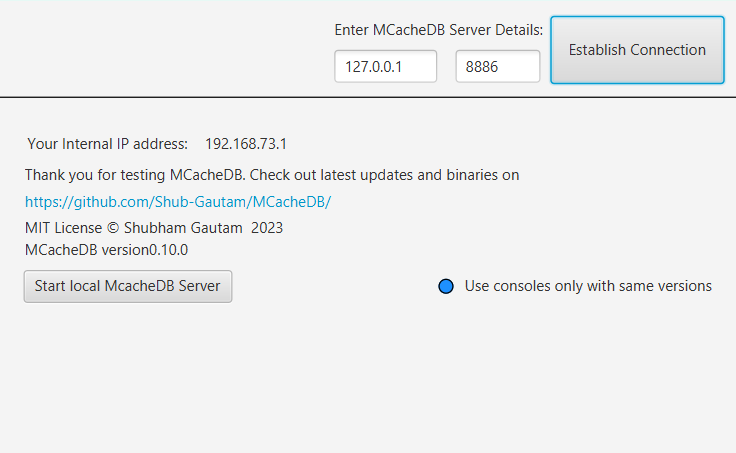 Enter MCacheDB Server Details:
127.0.0.1
8886
Establish Connection
Your Internal IP address: 192.168.73.1
Thank you for testing MCacheDB. Check out latest updates and binaries on
https://github.com/Shub-Gautam/MCacheDB/
MIT License © Shubham Gautam 2023
MCacheDB version0.10.0
Start local McacheDB Server
Use consoles only with same versions